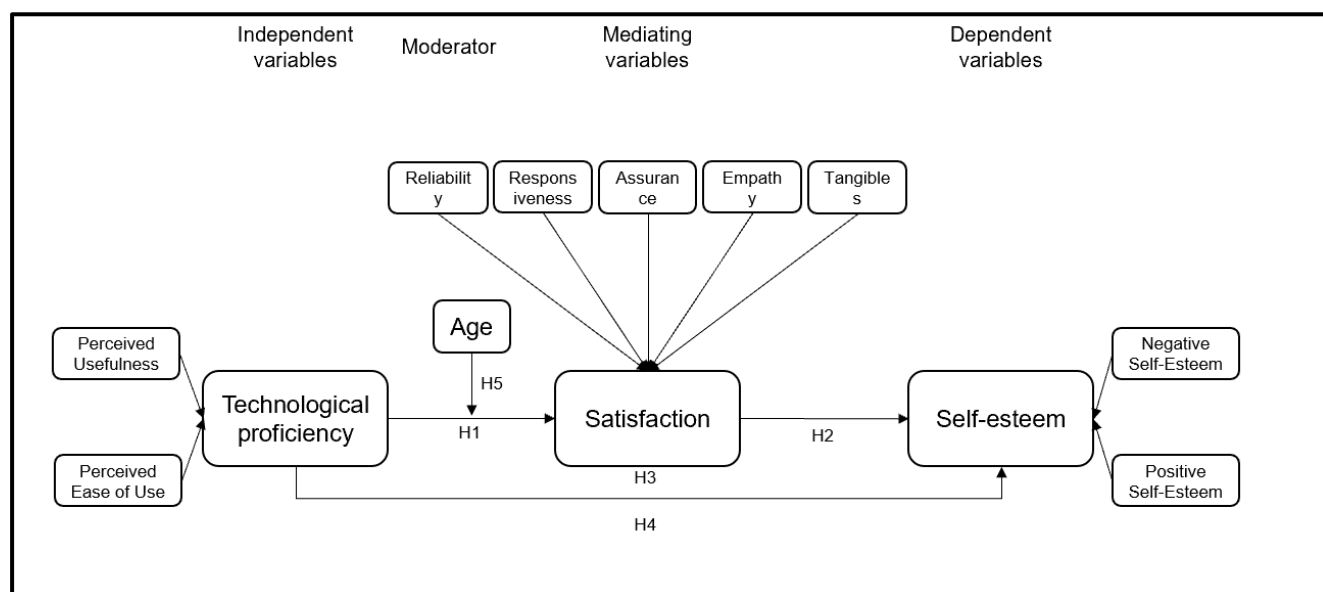 Independent
variables
Moderator
Mediating
variables
Dependent
variables
Reliabilit
y
Respons
iveness
Assuran
ce
Empath
y
Tangible
s
Age
Perceived
Usefulness
Negative
Self-Esteem
H5
Technological
proficiency
Satisfaction
Self-esteem
H1
H2
Perceived
Ease of Use
Positive
Self-Esteem
H3
H4